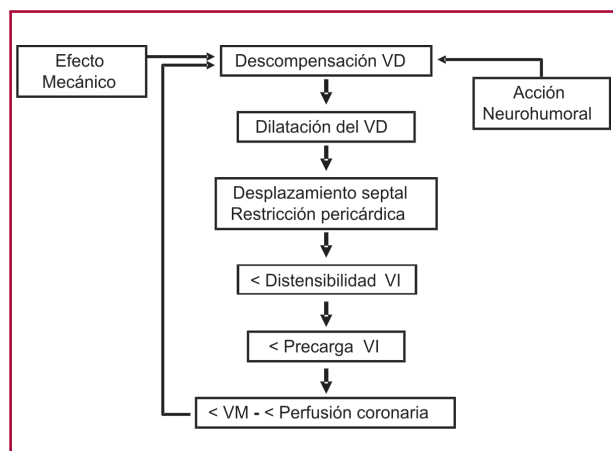 Efecto
Mecánico
Descompensación VD
Acción
Neurohumoral
Dilatación del VD
Desplazamiento septal
Restricción pericárdica
< Distensibilidad VI
< Precarga VI
< VM - < Perfusión coronaria